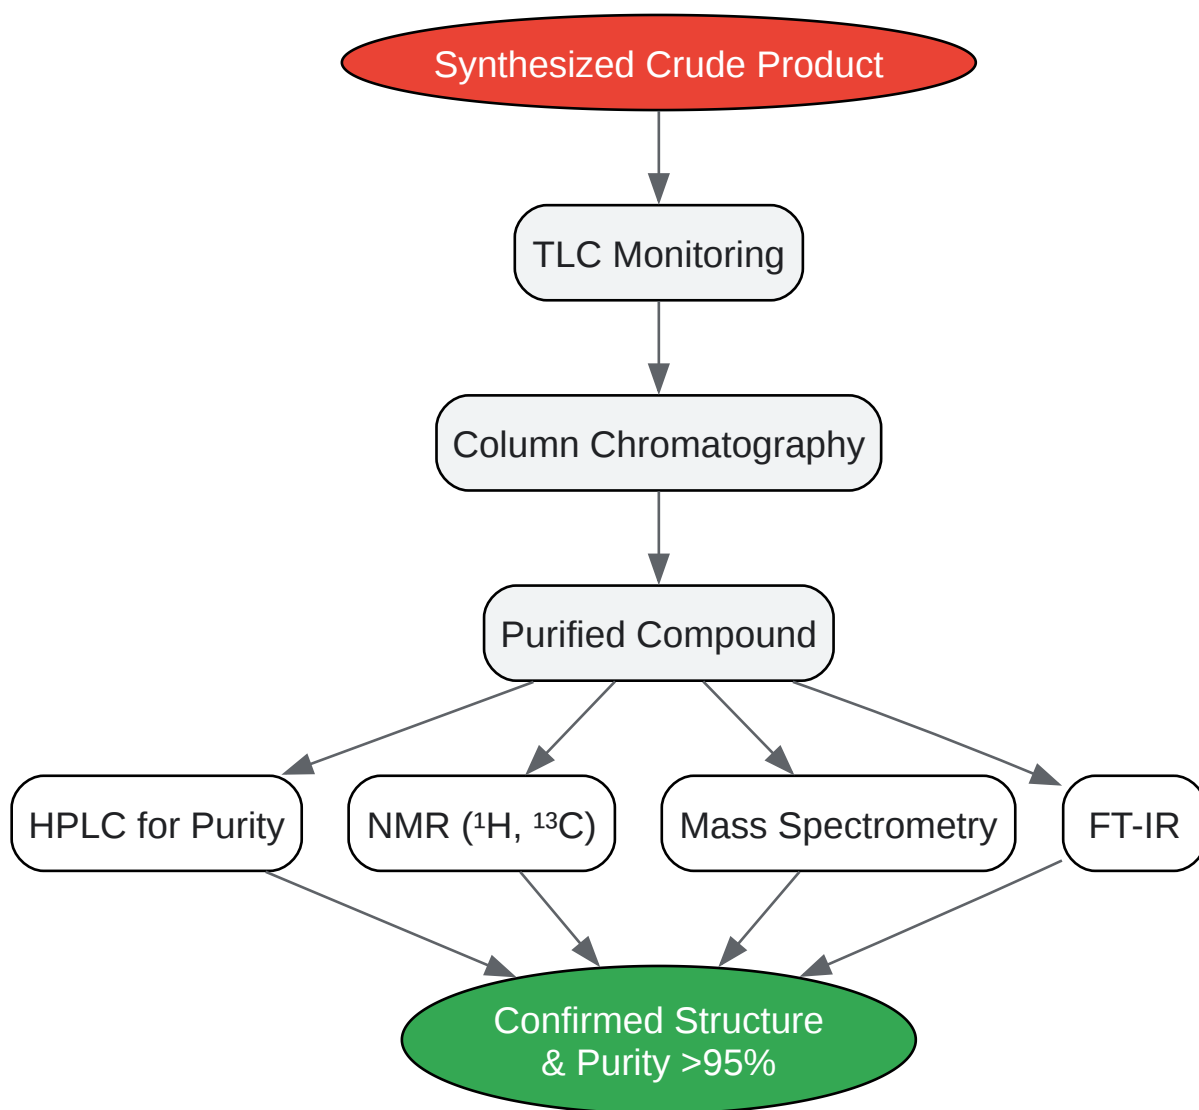 Synthesized Crude Product
TLC Monitoring
Column Chromatography
Purified Compound
HPLC for Purity
NMR (¹H, ¹³C)
Mass Spectrometry
FT-IR
Confirmed Structure
& Purity >95%